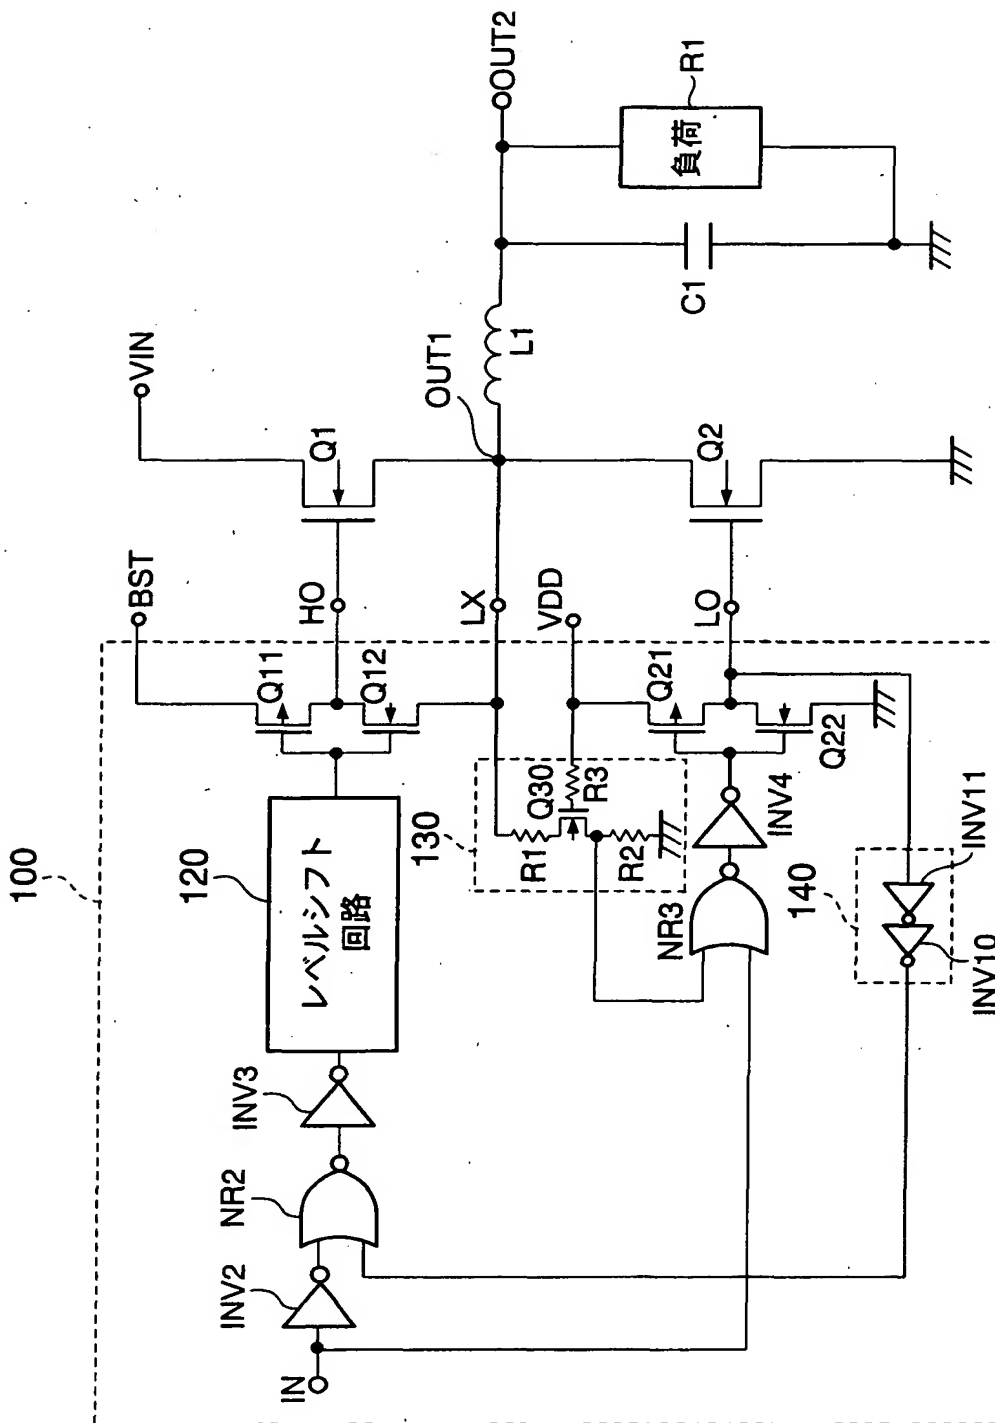 100
IN
INV2
NR2
INV3
120
レベルシフト
回路
BST
Q11
Q12
HO
VIN
Q1
LX
OUT1
L1
OUT2
130
R1
Q30
R3
R2
VDD
NR3
INV4
Q21
Q22
LO
Q2
C1
負荷
R1
140
INV10
INV11